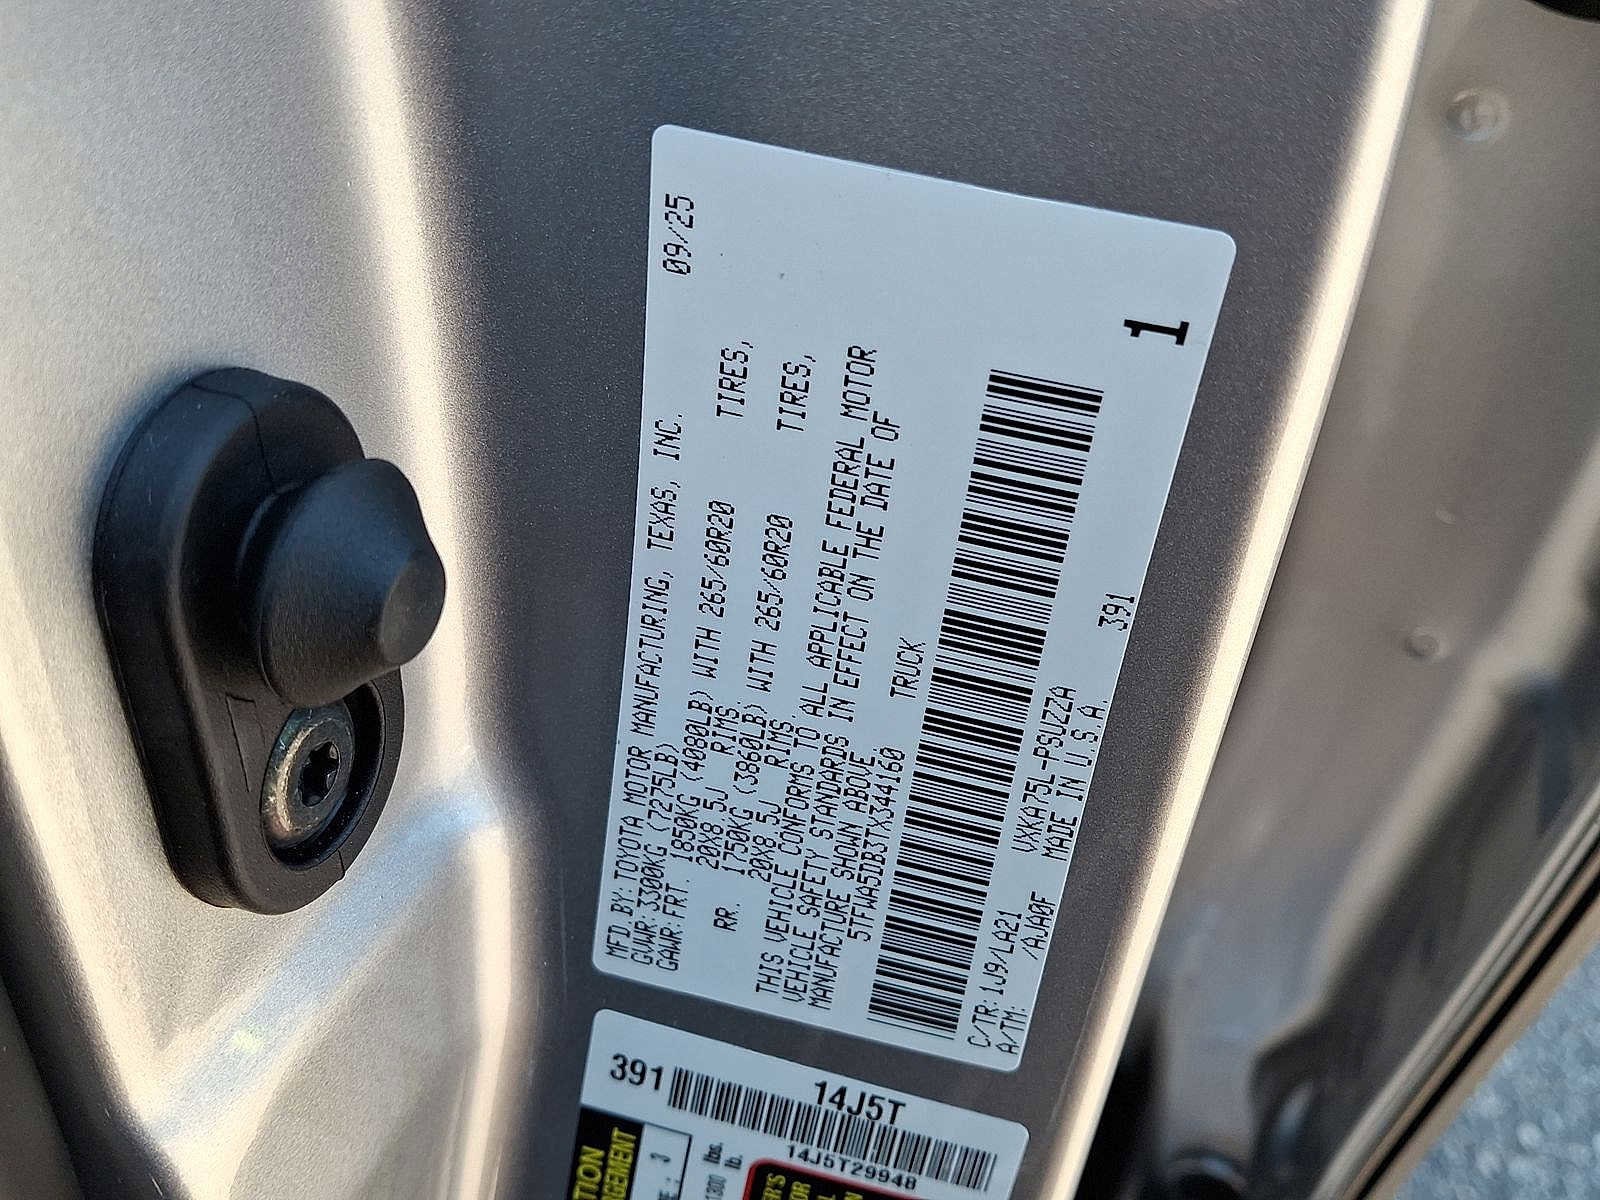 09/25
MFD.BY:TOYOTA MOTOR MANUFACTURING, TEXAS, INC.
GVWR:3300KG (7275LB)
GAWR:FRT. 1850KG (4080LB) WITH 265/60R20 TIRES,
20X8.5J RIMS,
RR. 1750KG (3860LB) WITH 265/60R20 TIRES,
20X8.5J RIMS.
THIS VEHICLE CONFORMS TO ALL APPLICABLE FEDERAL MOTOR
VEHICLE SAFETY STANDARDS IN EFFECT ON THE DATE OF
MANUFACTURE SHOWN ABOVE.
5TFWA5DB3TX344160 TRUCK
C/TR:1J9/LA21 VXKA75L-PSUZZA 391
A/TM: /AJA0F MADE IN U.S.A.
1
391 14J5T
14J5T29948